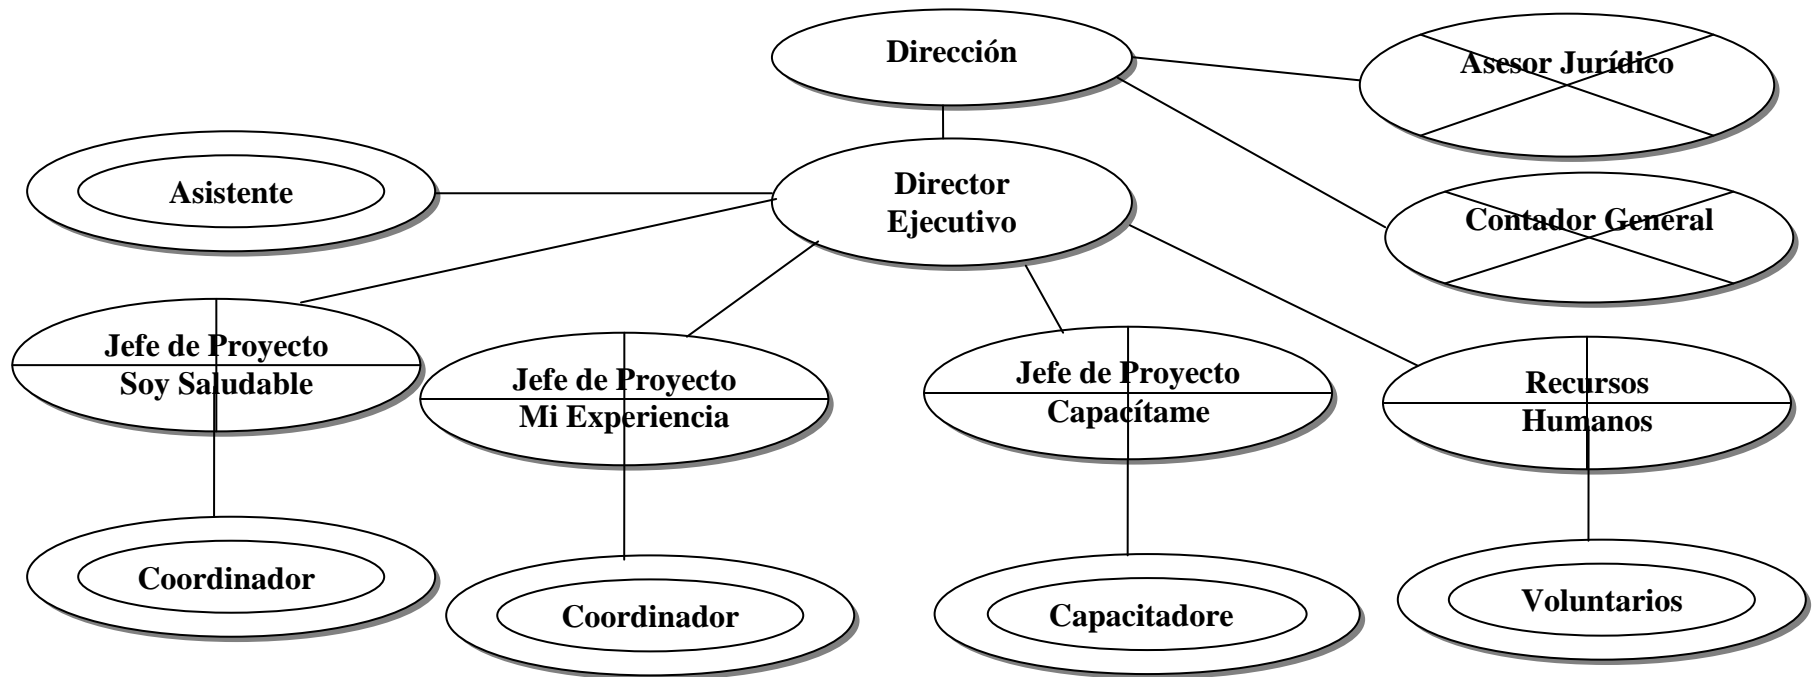 Dirección
Asesor Jurídico
Asistente
Director
Ejecutivo
Contador General
Jefe de Proyecto
Soy Saludable
Jefe de Proyecto
Mi Experiencia
Jefe de Proyecto
Capacítame
Recursos
Humanos
Coordinador
Coordinador
Capacitadore
Voluntarios